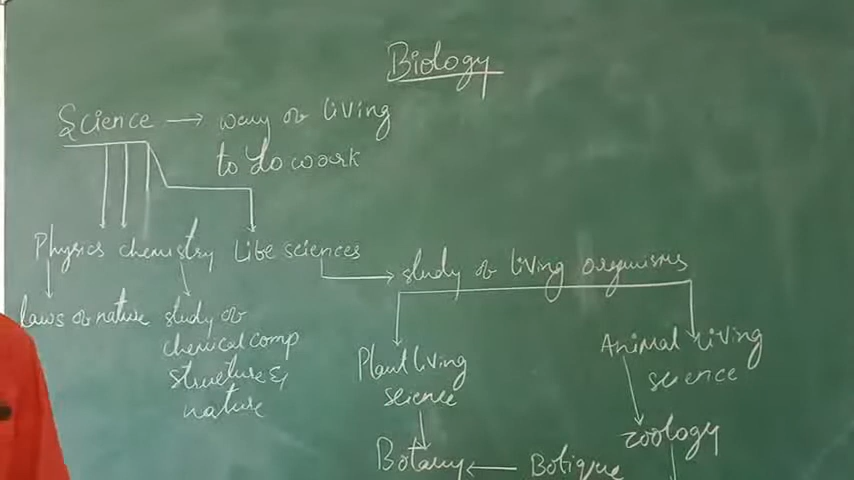 Biology
Science → way of living
to do work
Physics chemistry Life sciences
study of living organisms
Laws of nature
study of
chemical comp
structure &
nature
Plant living
science
Animal living
science
Botany ← Botique
zoology